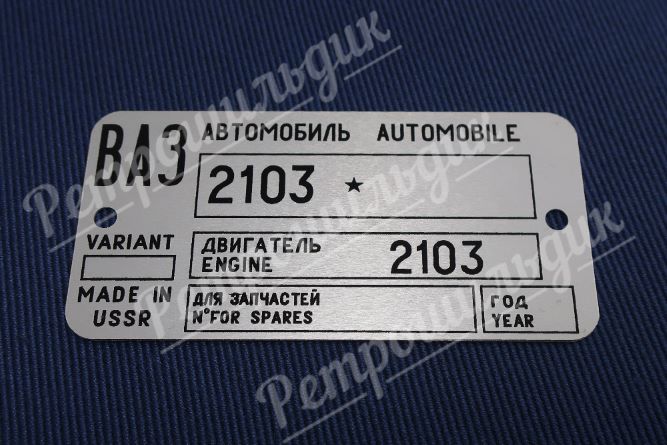 ВАЗ АВТОМОБИЛЬ AUTOMOBILE
2103 ★
VARIANT
ДВИГАТЕЛЬ
ENGINE 2103
MADE IN
USSR
ДЛЯ ЗАПЧАСТЕЙ
N°FOR SPARES
ГОД
YEAR
Ретрошильдик
Ретрошильдик
Ретрошильдик
Ретрошильдик